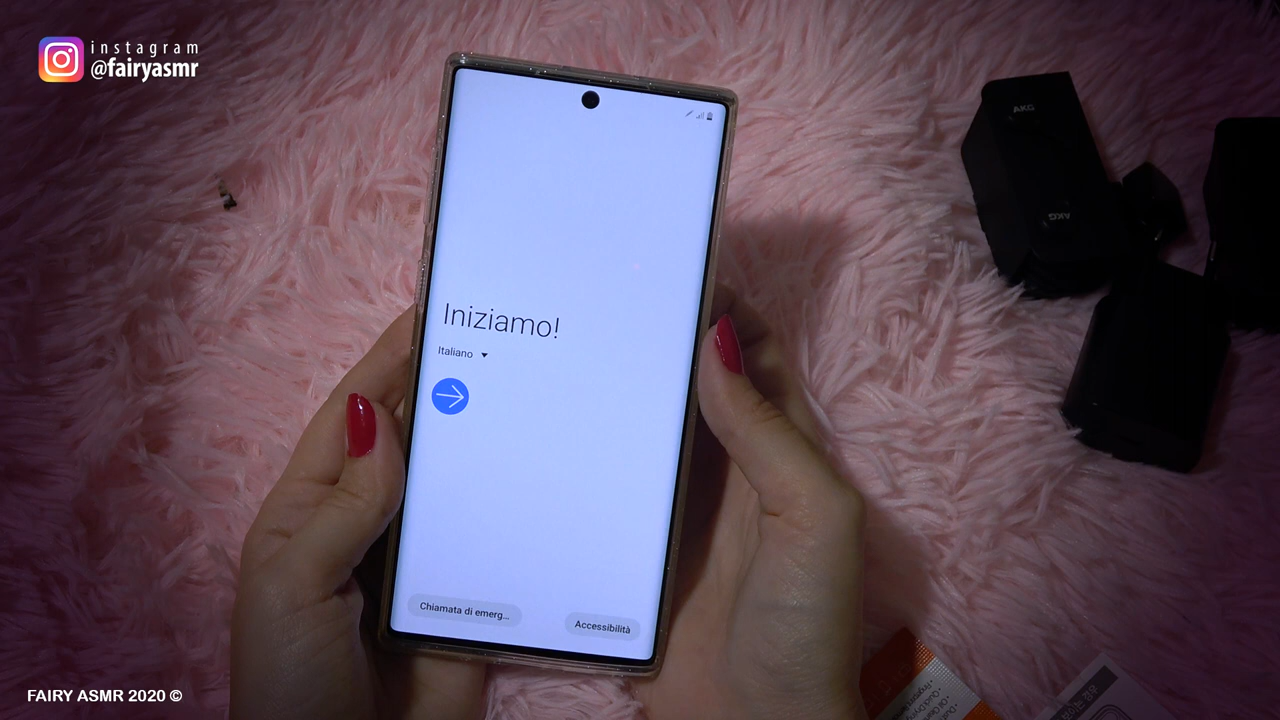 instagram
@fairyasmr
AKG
AKG
Iniziamo!
Italiano
Chiamata di emerg...
Accessibilità
FAIRY ASMR 2020 ©